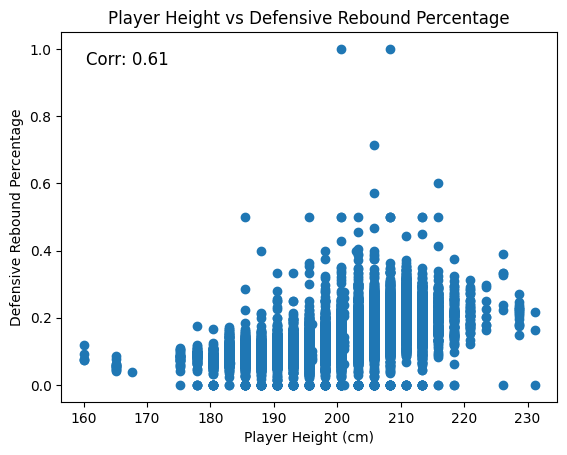 Player Height vs Defensive Rebound Percentage
Corr: 0.61
Defensive Rebound Percentage
1.0
0.8
0.6
0.4
0.2
0.0
160 170 180 190 200 210 220 230
Player Height (cm)